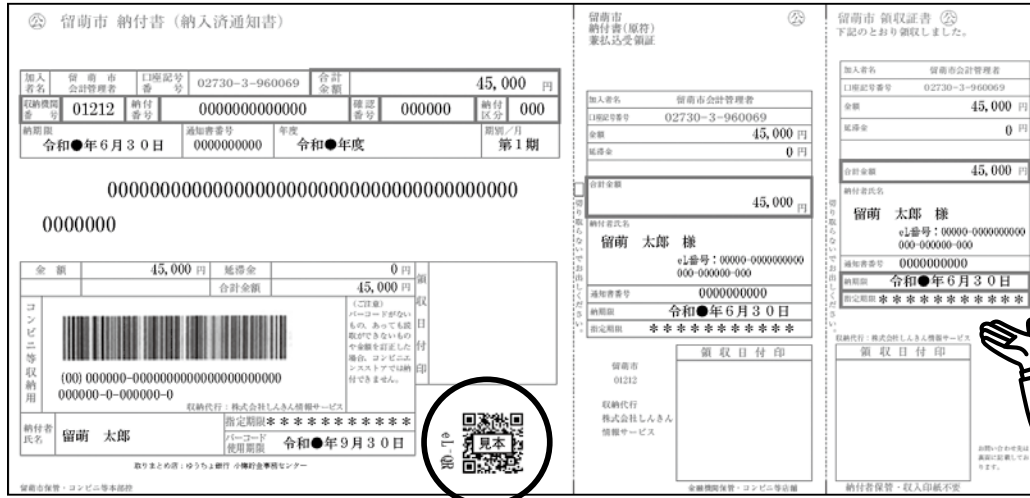 ㊡ 留萌市 納付書（納入済通知書）
加入者名 留萌市会計管理者 口座記号番号 02730-3-960069 合計金額 45,000 円
収納機関番号 01212 納付番号 0000000000000 確認番号 000000 納付区分 000
納期限 通知書番号 年度 期別／月
令和●年６月３０日 0000000000 令和●年度 第１期
0000000000000000000000000000000000000000000
0000000
金額 45,000 円 延滞金 0 円
合計金額 45,000 円
領収日付印
コンビニ等収納用
(00) 000000-000000000000000000000000
000000-0-000000-0
(ご注意)
バーコードがない
もの、あっても読
取ができないもの
や金額を訂正した
場合、コンビニエ
ンスストアでは納
付できません。
収納代行：株式会社しんきん情報サービス
納付者氏名 留萌 太郎
指定期限 ＊＊＊＊＊＊＊＊＊＊＊
バーコード使用期限 令和●年９月３０日
eL-QR
見本
取りまとめ店：ゆうちょ銀行 小樽貯金事務センター
留萌市保管・コンビニ等本部控
切り取らないでお出しください。
留萌市
納付書(原符)
兼払込受領証
公
加入者名 留萌市会計管理者
口座記号番号 02730-3-960069
金額 45,000 円
延滞金 0 円
合計金額
45,000 円
納付者氏名
留萌 太郎 様
eL番号：00000-0000000000
000-000000-000
通知書番号 0000000000
納期限 令和●年６月３０日
指定期限 ＊＊＊＊＊＊＊＊＊＊＊
領収日付印
留萌市
01212
収納代行
株式会社しんきん
情報サービス
金融機関保管・コンビニ等店舗
切り取らないでお出しください。
留萌市 領収証書 公
下記のとおり領収しました。
加入者名 留萌市会計管理者
口座記号番号 02730-3-960069
金額 45,000 円
延滞金 0 円
合計金額 45,000 円
納付者氏名
留萌 太郎 様
eL番号：00000-0000000000
000-000000-000
通知書番号 0000000000
納期限 令和●年６月３０日
指定期限 ＊＊＊＊＊＊＊＊＊＊＊
収納代行：株式会社しんきん情報サービス
領収日付印
お問い合わせ先は
裏面に記載してお
ります。
納付者保管・収入印紙不要